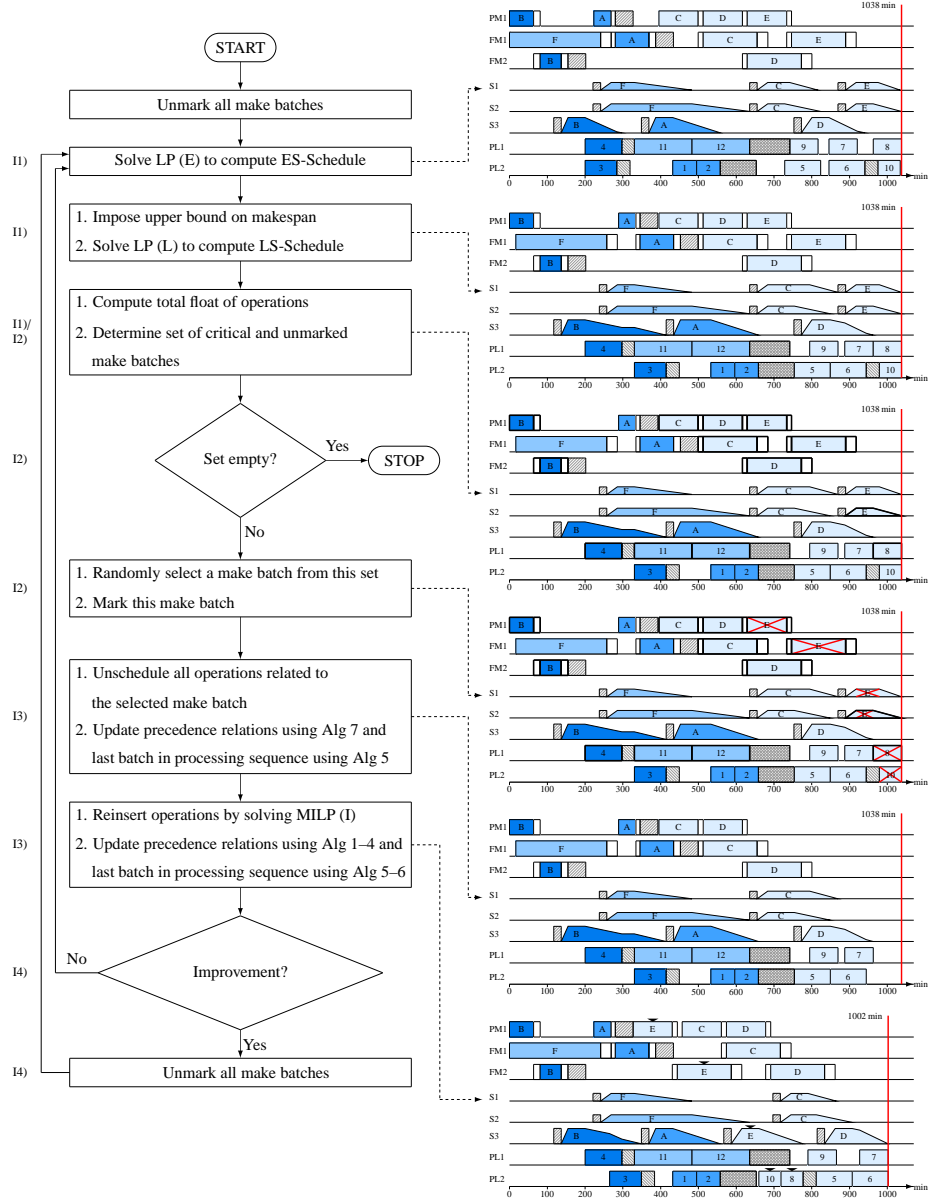 START
Unmark all make batches
I1)
Solve LP (E) to compute ES-Schedule
I1)
1. Impose upper bound on makespan
2. Solve LP (L) to compute LS-Schedule
I1)/
I2)
1. Compute total float of operations
2. Determine set of critical and unmarked
make batches
I2)
Set empty?
Yes
STOP
No
I2)
1. Randomly select a make batch from this set
2. Mark this make batch
I3)
1. Unschedule all operations related to
the selected make batch
2. Update precedence relations using Alg 7 and
last batch in processing sequence using Alg 5
I3)
1. Reinsert operations by solving MILP (I)
2. Update precedence relations using Alg 1–4 and
last batch in processing sequence using Alg 5–6
I4)
No
Improvement?
Yes
I4)
Unmark all make batches
1038 min
PM1 B A C D E
FM1 F A C E
FM2 B D
S1 F C E
S2 F C E
S3 B A D
PL1 4 11 12 9 7 8
PL2 3 1 2 5 6 10
min
0 100 200 300 400 500 600 700 800 900 1000
1038 min
PM1 B A C D E
FM1 F A C E
FM2 B D
S1 F C E
S2 F C E
S3 B A D
PL1 4 11 12 9 7 8
PL2 3 1 2 5 6 10
min
0 100 200 300 400 500 600 700 800 900 1000
1038 min
PM1 B A C D E
FM1 F A C E
FM2 B D
S1 F C E
S2 F C E
S3 B A D
PL1 4 11 12 9 7 8
PL2 3 1 2 5 6 10
min
0 100 200 300 400 500 600 700 800 900 1000
1038 min
PM1 B A C D E
FM1 F A C E
FM2 B D
S1 F C E
S2 F C E
S3 B A D
PL1 4 11 12 9 7 8
PL2 3 1 2 5 6 10
min
0 100 200 300 400 500 600 700 800 900 1000
1038 min
PM1 B A C D
FM1 F A C
FM2 B D
S1 F C
S2 F C
S3 B A D
PL1 4 11 12 9 7
PL2 3 1 2 5 6
min
0 100 200 300 400 500 600 700 800 900 1000
1002 min
PM1 B A E C D
FM1 F A C
FM2 B E D
S1 F C
S2 F C
S3 B A E D
PL1 4 11 12 9 7
PL2 3 1 2 10 8 5 6
min
0 100 200 300 400 500 600 700 800 900 1000